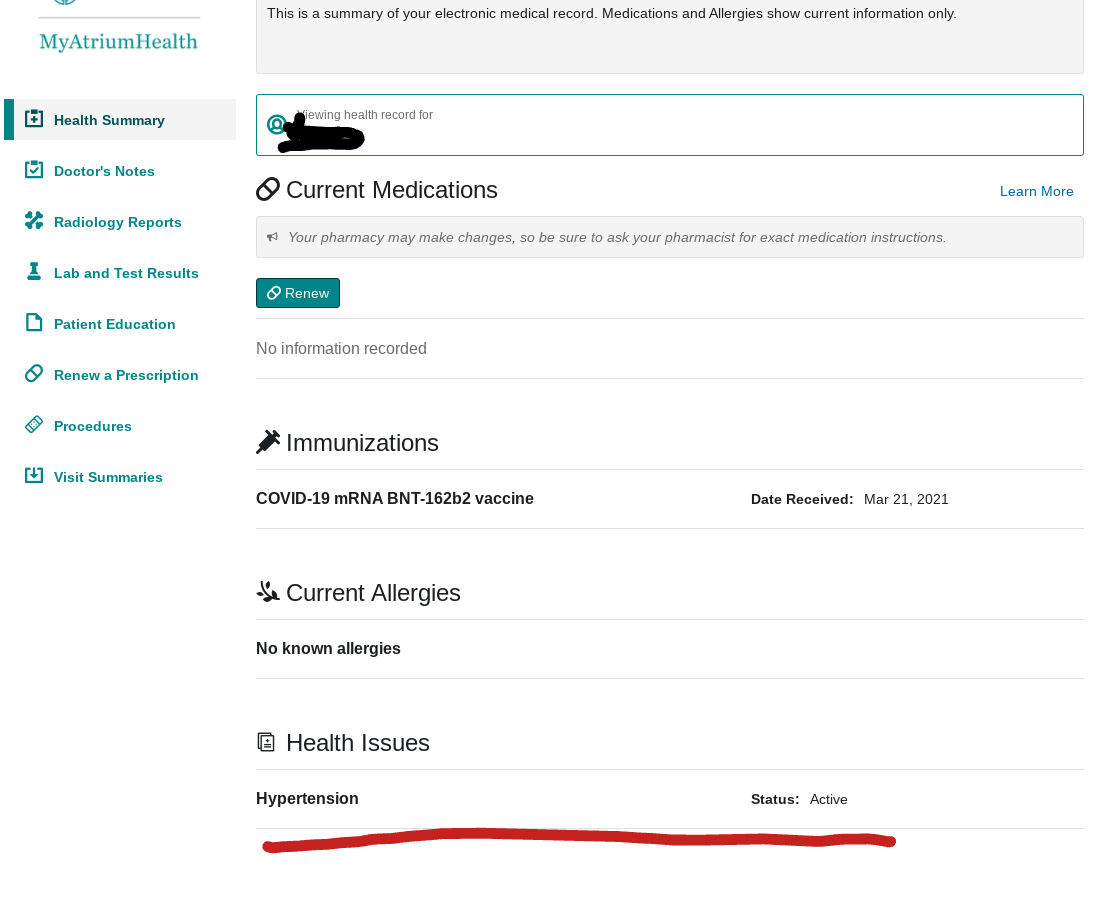 This is a summary of your electronic medical record. Medications and Allergies show current information only.
MyAtriumHealth
Viewing health record for
Health Summary
Doctor's Notes
Radiology Reports
Lab and Test Results
Patient Education
Renew a Prescription
Procedures
Visit Summaries
Current Medications
Learn More
Your pharmacy may make changes, so be sure to ask your pharmacist for exact medication instructions.
Renew
No information recorded
Immunizations
COVID-19 mRNA BNT-162b2 vaccine Date Received: Mar 21, 2021
Current Allergies
No known allergies
Health Issues
Hypertension Status: Active